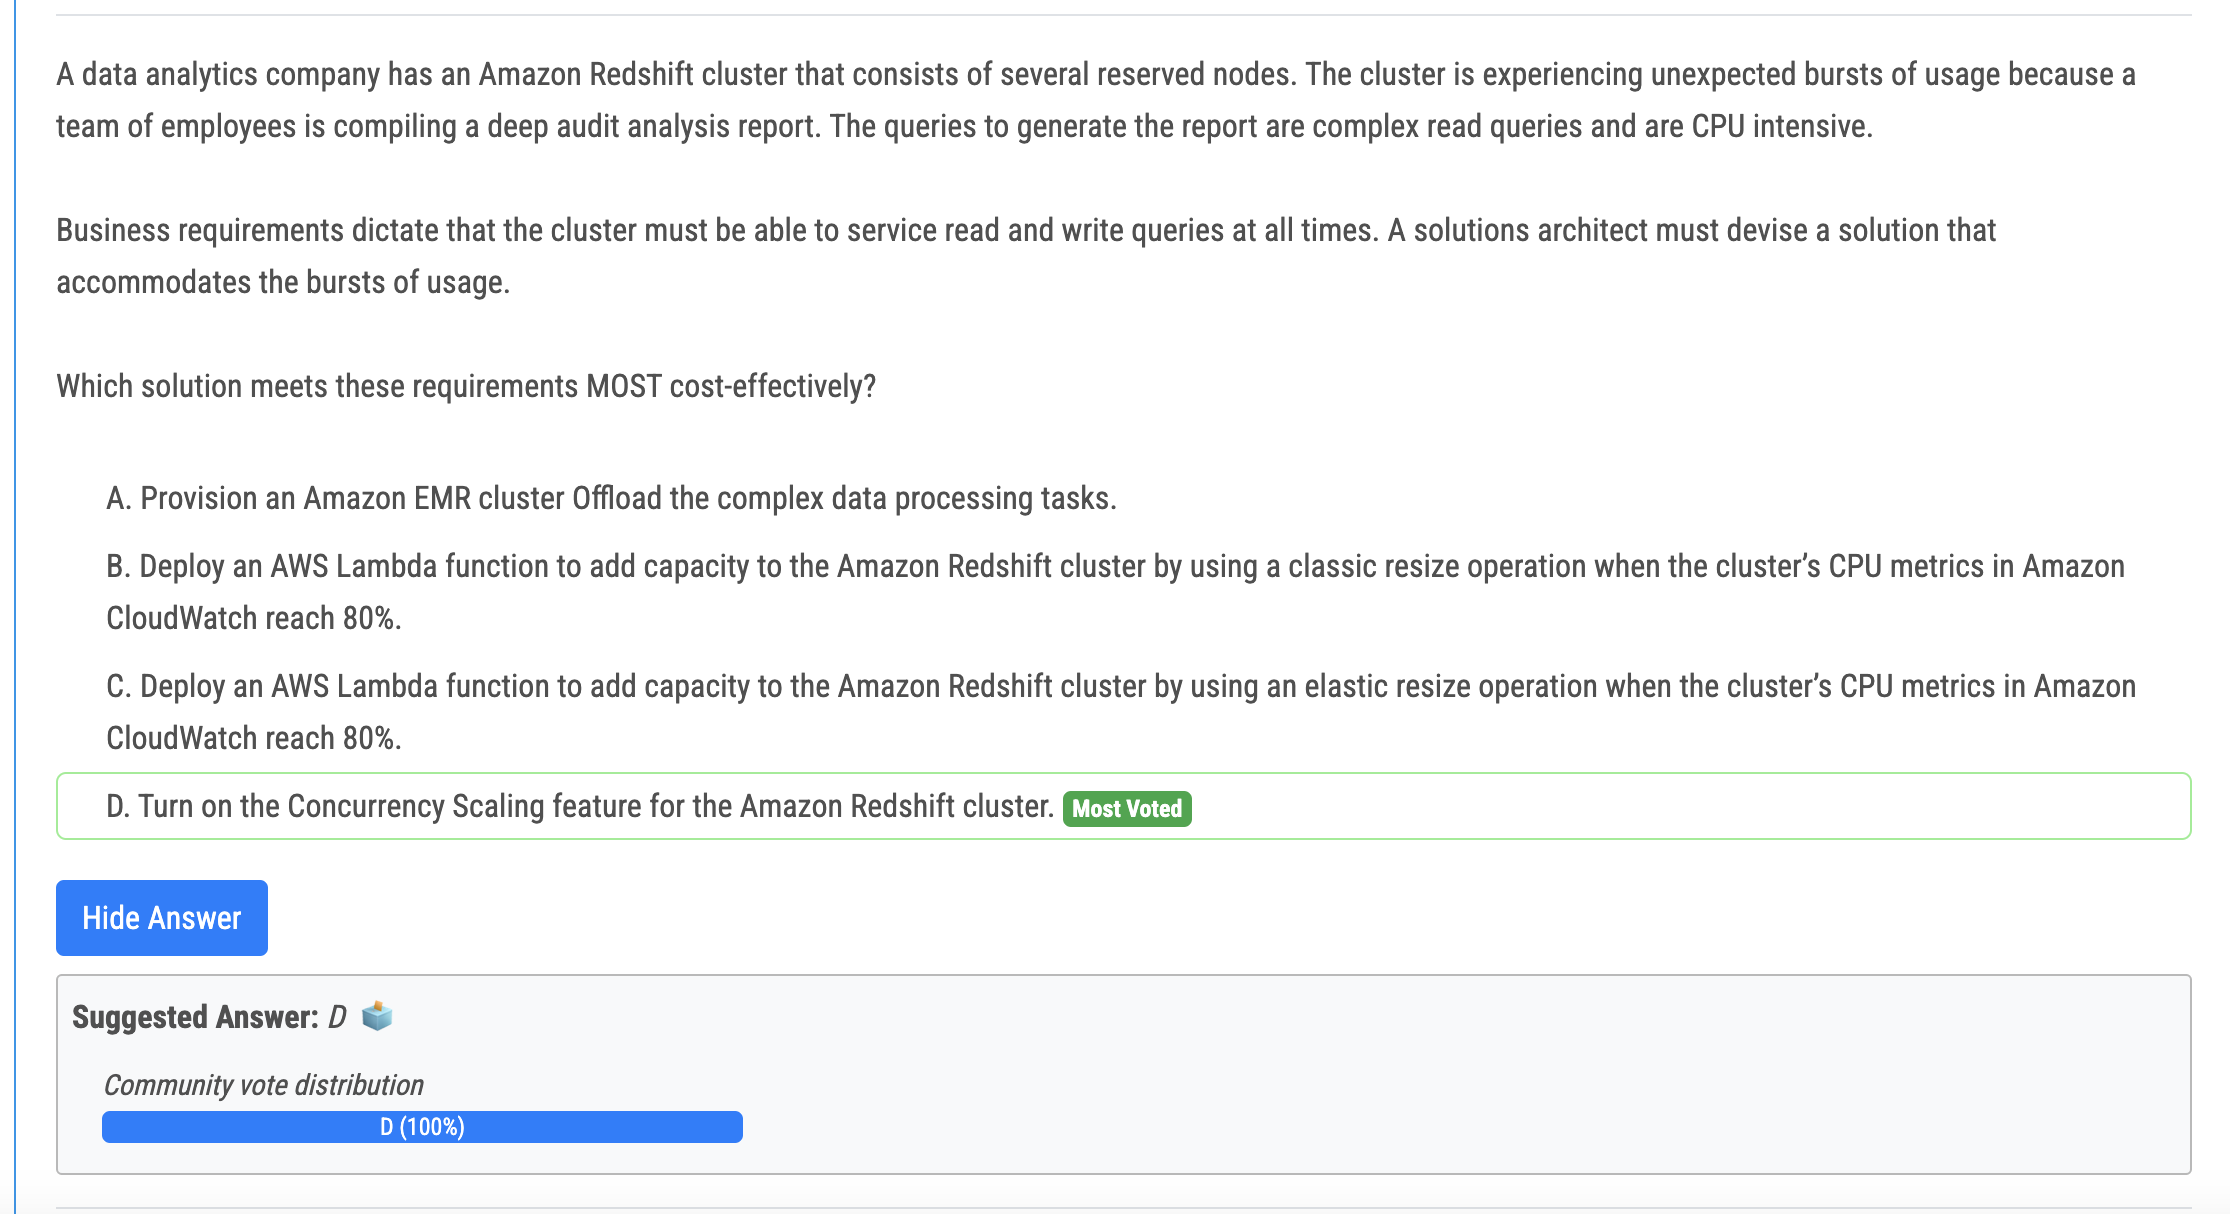 A data analytics company has an Amazon Redshift cluster that consists of several reserved nodes. The cluster is experiencing unexpected bursts of usage because a
team of employees is compiling a deep audit analysis report. The queries to generate the report are complex read queries and are CPU intensive.
Business requirements dictate that the cluster must be able to service read and write queries at all times. A solutions architect must devise a solution that
accommodates the bursts of usage.
Which solution meets these requirements MOST cost-effectively?
A. Provision an Amazon EMR cluster Offload the complex data processing tasks.
B. Deploy an AWS Lambda function to add capacity to the Amazon Redshift cluster by using a classic resize operation when the cluster’s CPU metrics in Amazon
CloudWatch reach 80%.
C. Deploy an AWS Lambda function to add capacity to the Amazon Redshift cluster by using an elastic resize operation when the cluster’s CPU metrics in Amazon
CloudWatch reach 80%.
D. Turn on the Concurrency Scaling feature for the Amazon Redshift cluster. Most Voted
Hide Answer
Suggested Answer: D
Community vote distribution
D (100%)